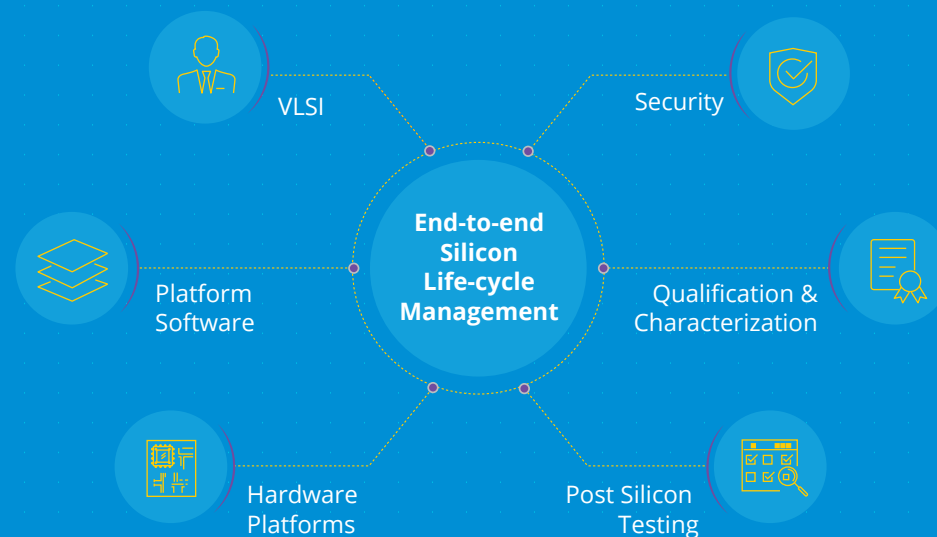 VLSI
Security
End-to-end
Silicon
Life-cycle
Management
Platform
Software
Qualification &
Characterization
Hardware
Platforms
Post Silicon
Testing